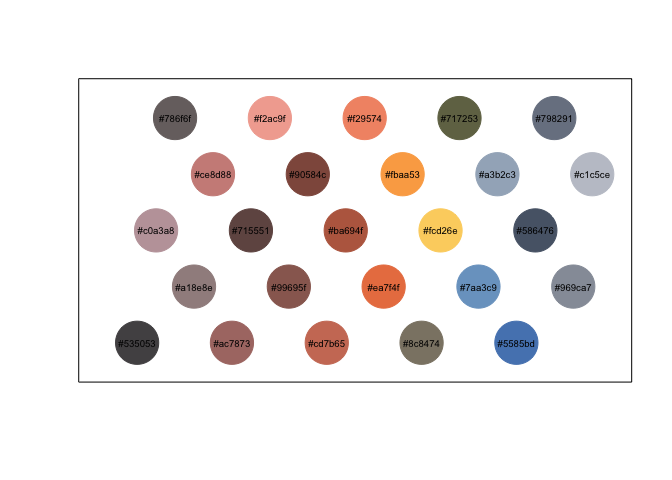 #786f6f #f2ac9f #f29574 #717253 #798291
#ce8d88 #90584c #fbaa53 #a3b2c3 #c1c5ce
#c0a3a8 #715551 #ba694f #fcd26e #586476
#a18e8e #99695f #ea7f4f #7aa3c9 #969ca7
#535053 #ac7873 #cd7b65 #8c8474 #5585bd